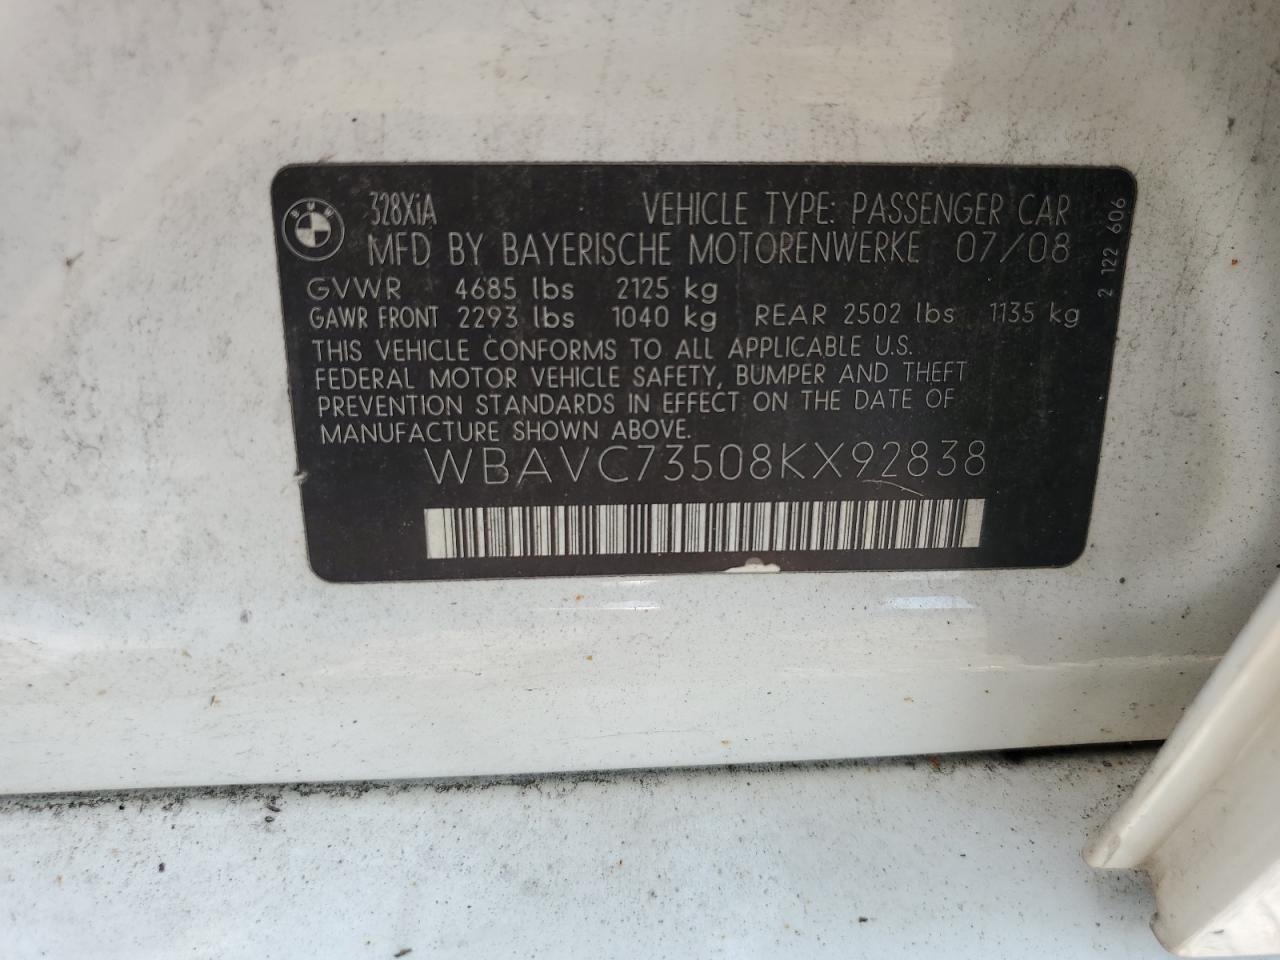 BMW
328XiA VEHICLE TYPE: PASSENGER CAR
MFD BY BAYERISCHE MOTORENWERKE 07/08
GVWR 4685 lbs 2125 kg
GAWR FRONT 2293 lbs 1040 kg REAR 2502 lbs 1135 kg
THIS VEHICLE CONFORMS TO ALL APPLICABLE U.S.
FEDERAL MOTOR VEHICLE SAFETY, BUMPER AND THEFT
PREVENTION STANDARDS IN EFFECT ON THE DATE OF
MANUFACTURE SHOWN ABOVE.
WBAVC73508KX92838
2 122 606